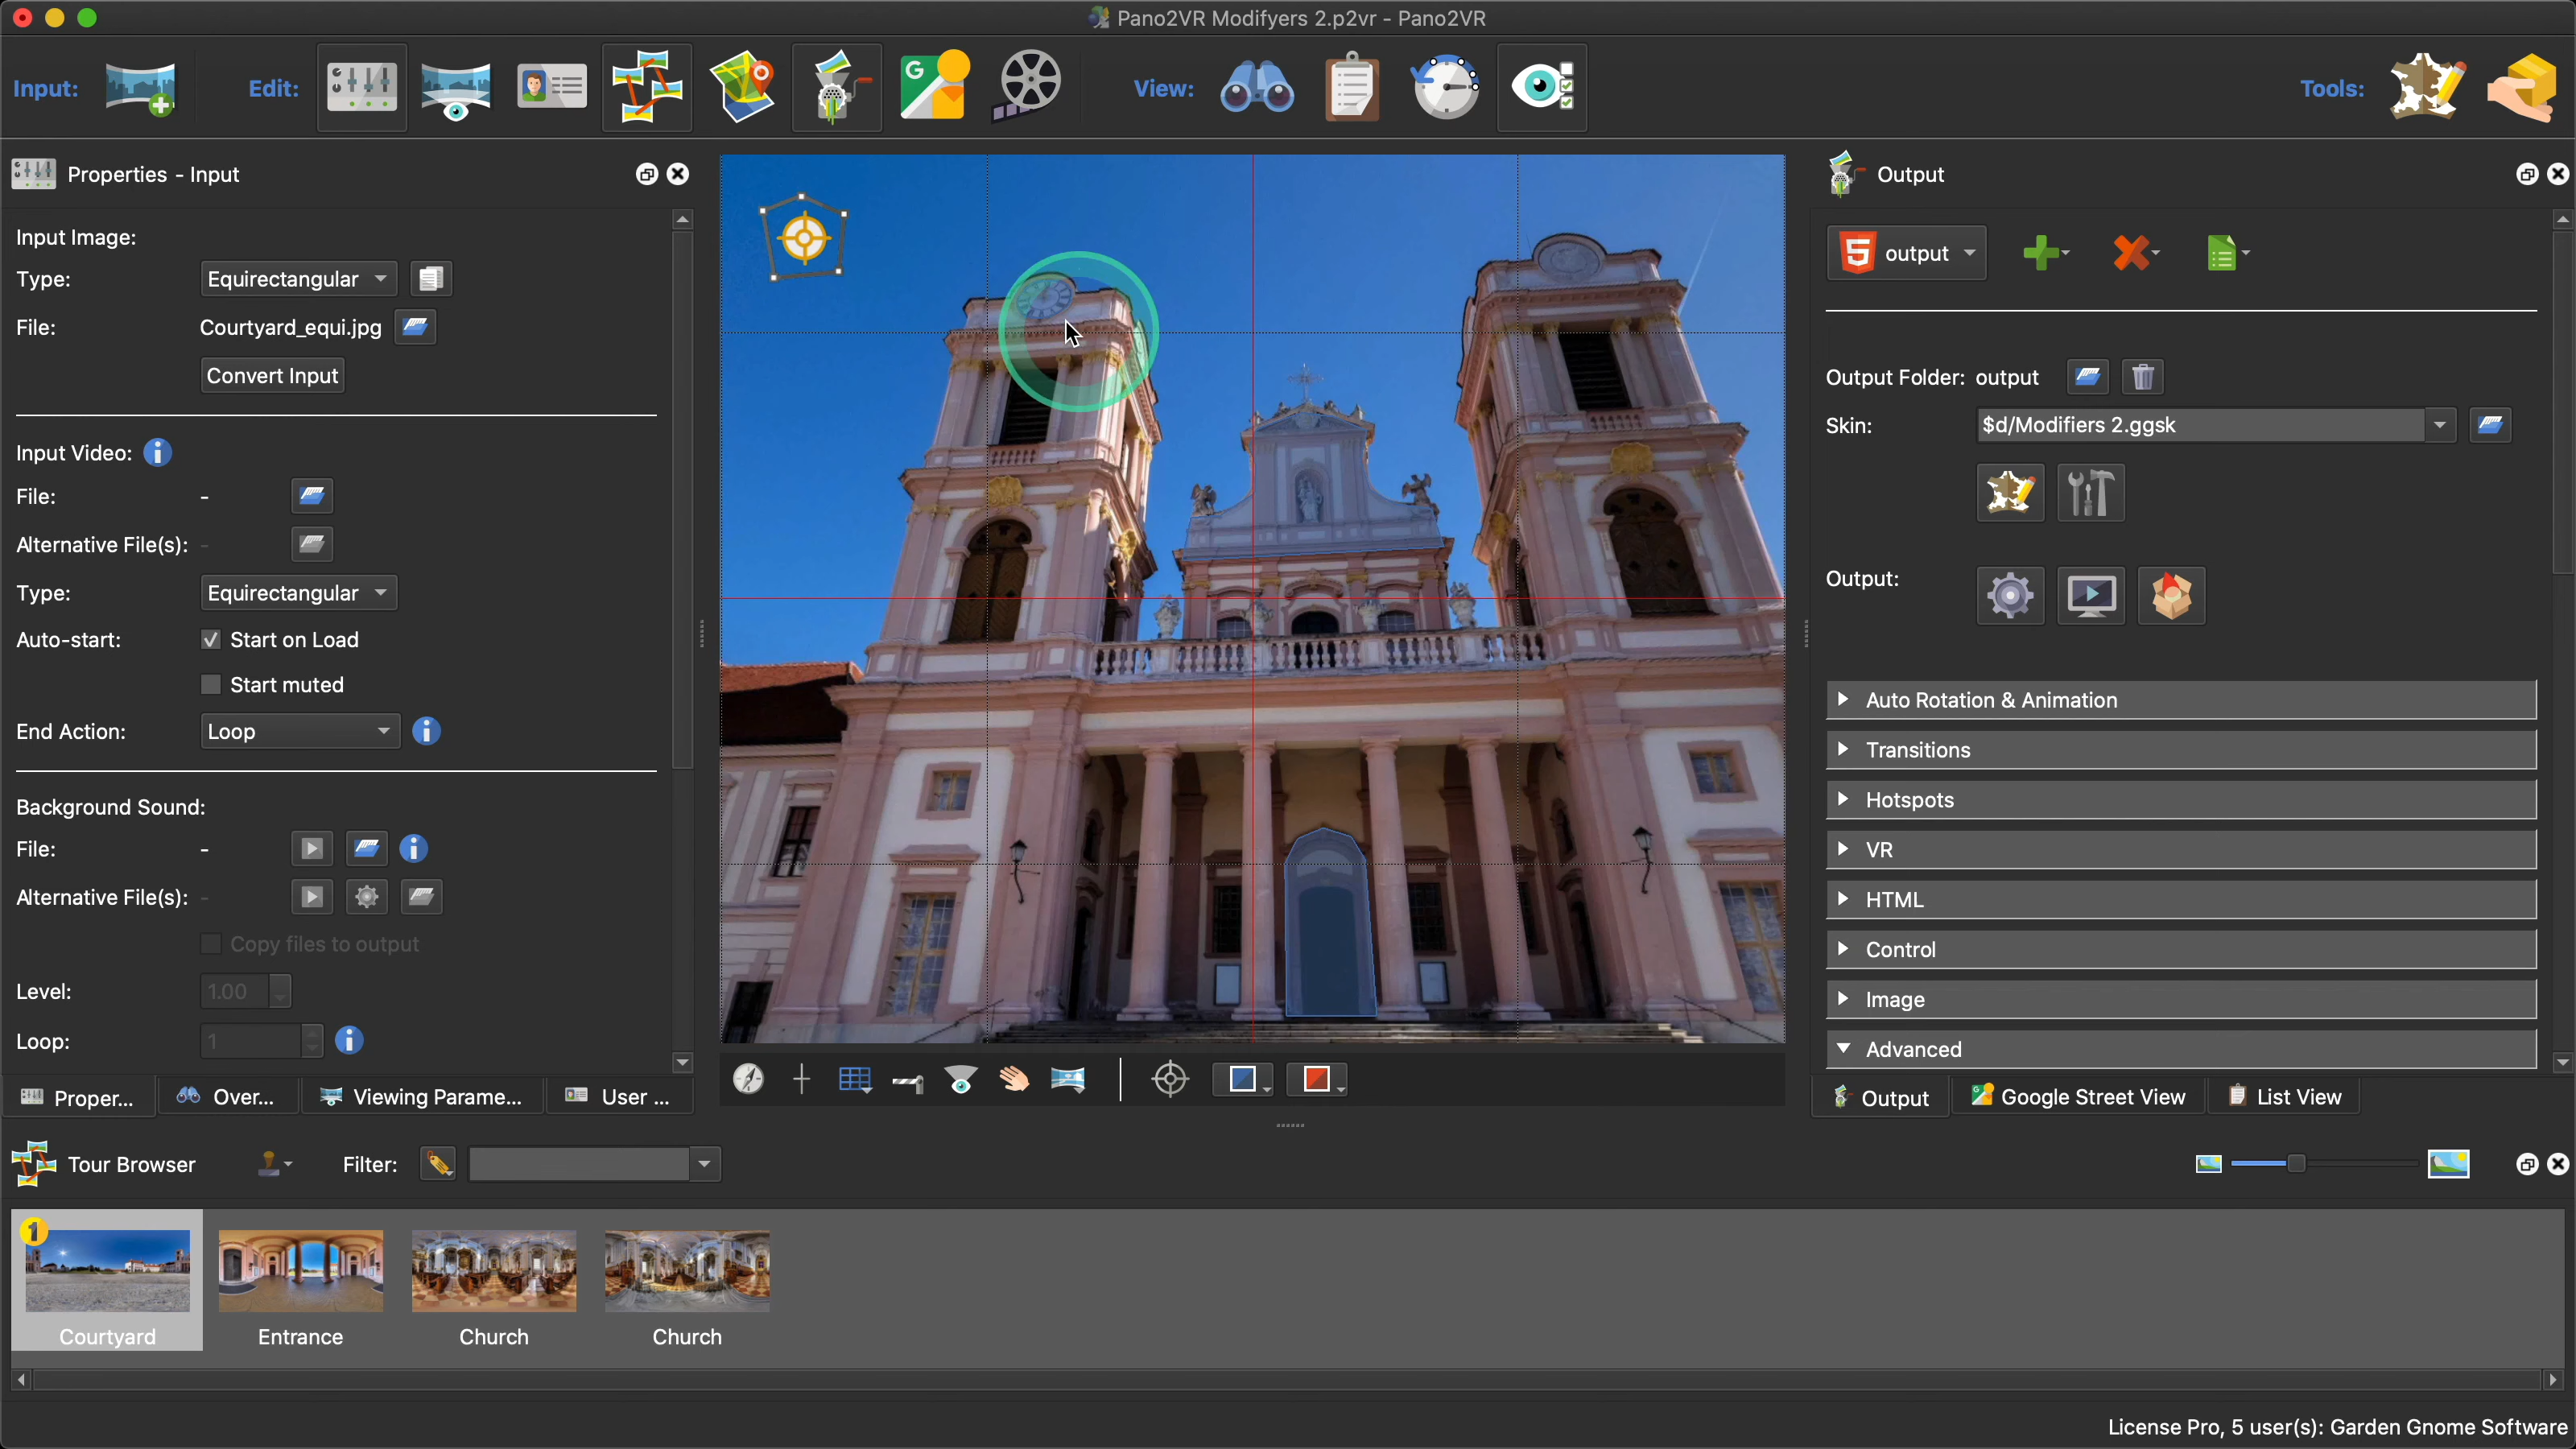 Pano2VR Modifyers 2.p2vr - Pano2VR
Input:
Edit:
G
View:
Tools:
Properties - Input
Input Image:
Type: Equirectangular
File: Courtyard_equi.jpg
Convert Input
Input Video: i
File: -
Alternative File(s): -
Type: Equirectangular
Auto-start: Start on Load
Start muted
End Action: Loop i
Background Sound:
File: - i
Alternative File(s): -
Copy files to output
Level: 1.00
Loop: 1 i
Proper... Over... Viewing Parame... User ...
Output
5 output
Output Folder: output
Skin: $d/Modifiers 2.ggsk
Output:
Auto Rotation & Animation
Transitions
Hotspots
VR
HTML
Control
Image
Advanced
Output Google Street View List View
Tour Browser Filter:
1
Courtyard Entrance Church Church
License Pro, 5 user(s): Garden Gnome Software